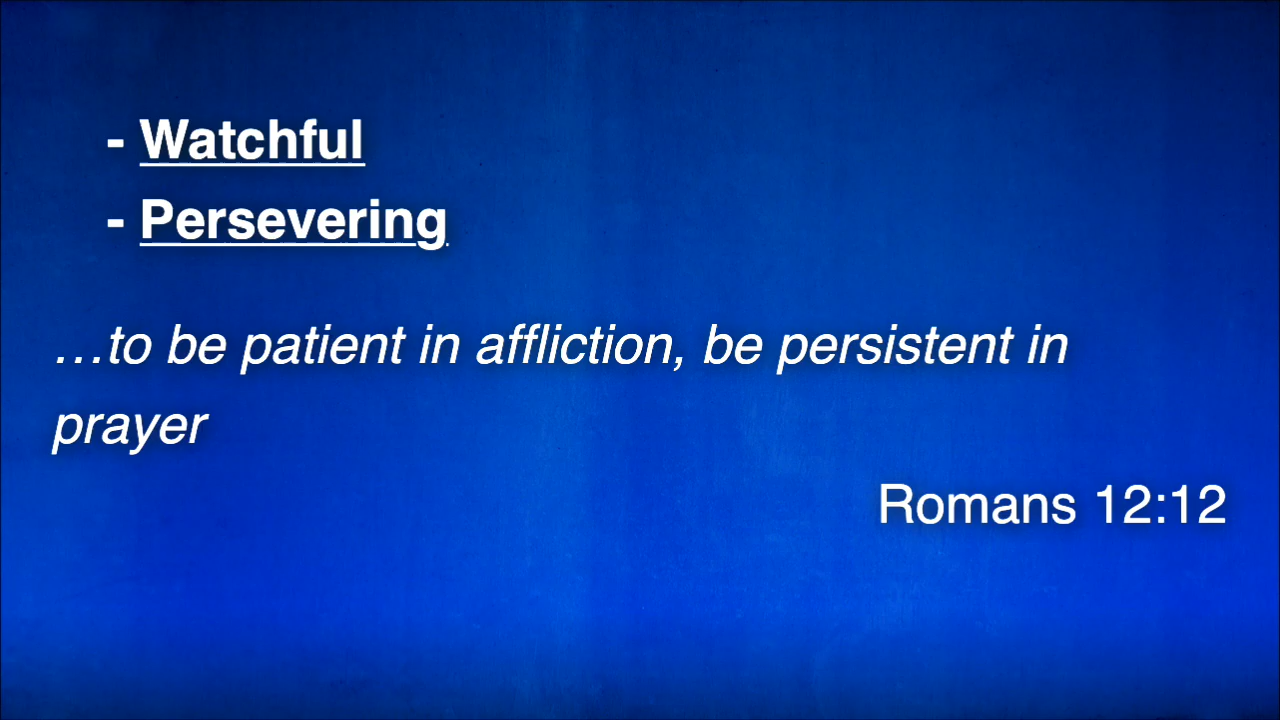 - Watchful
- Persevering
…to be patient in affliction, be persistent in
prayer
Romans 12:12